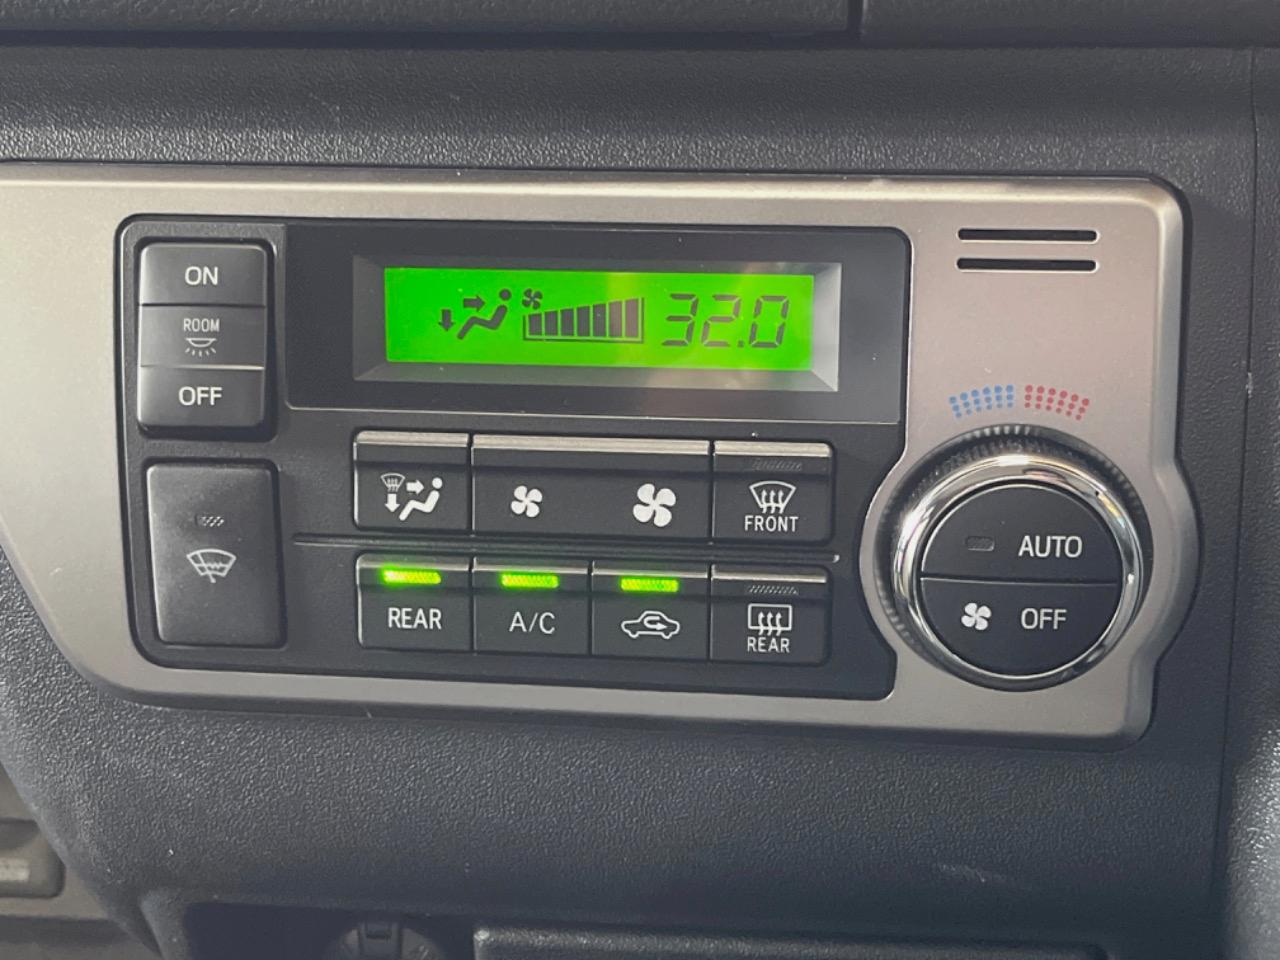 ON
ROOM
OFF
32.0
FRONT
REAR
A/C
REAR
AUTO
OFF